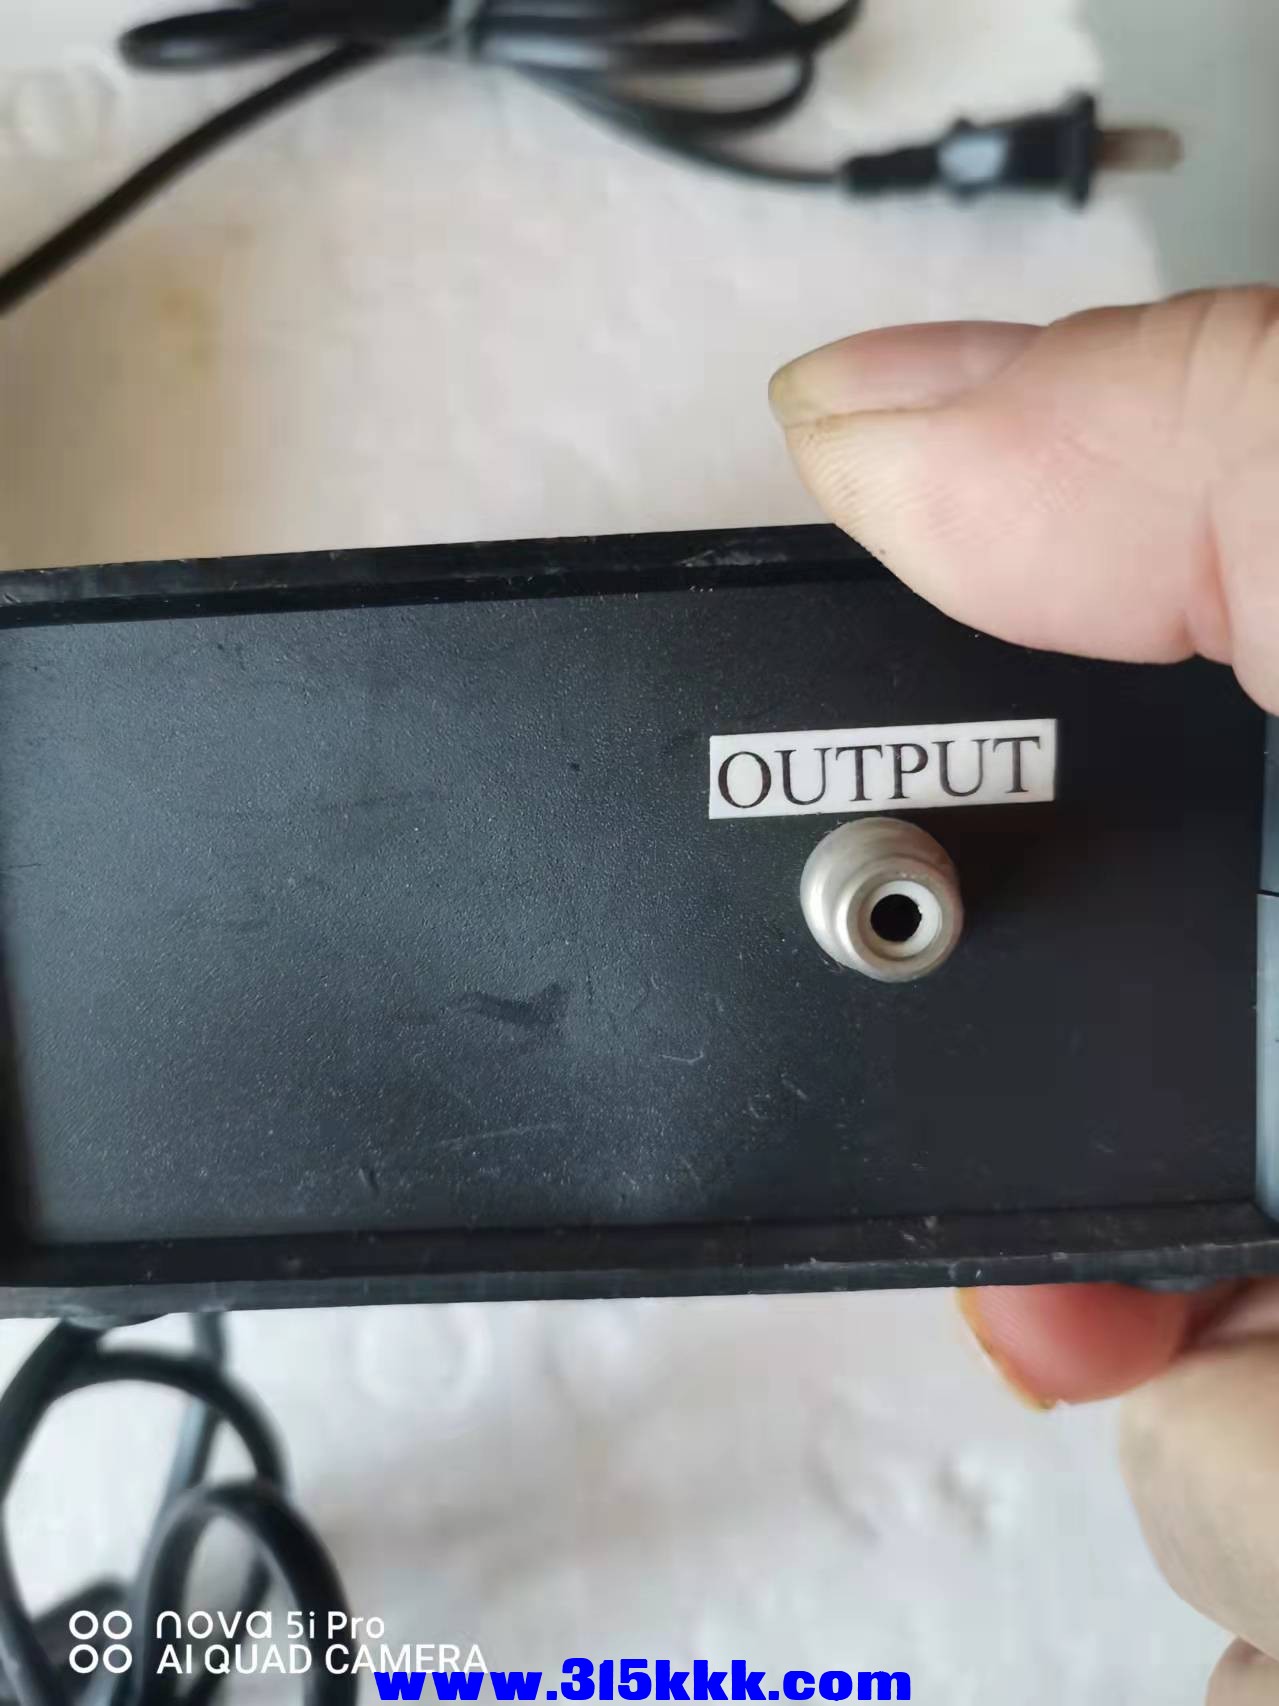 OUTPUT
nova 5i Pro
AI QUAD CAMERA
www.315kkk.com